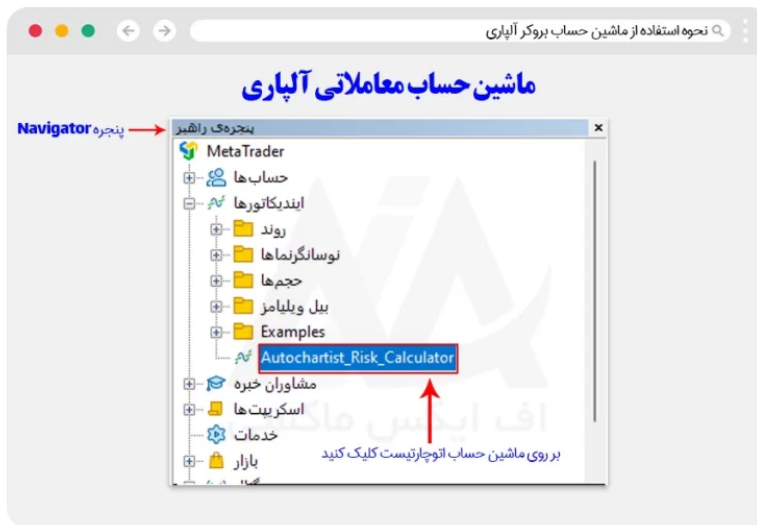 نحوه استفاده از ماشین حساب بروکر آلپاری
ماشین حساب معاملاتی آلپاری
پنجره Navigator
پنجره‌ی راهبر
MetaTrader
حساب‌ها
ایندیکاتورها
روند
نوسانگرنماها
حجم‌ها
بیل ویلیامز
Examples
Autochartist_Risk_Calculator
مشاوران خبره
اسکریپت‌ها
خدمات
بازار
بر روی ماشین حساب اتوچارتیست کلیک کنید
اف ایکس ماکسی